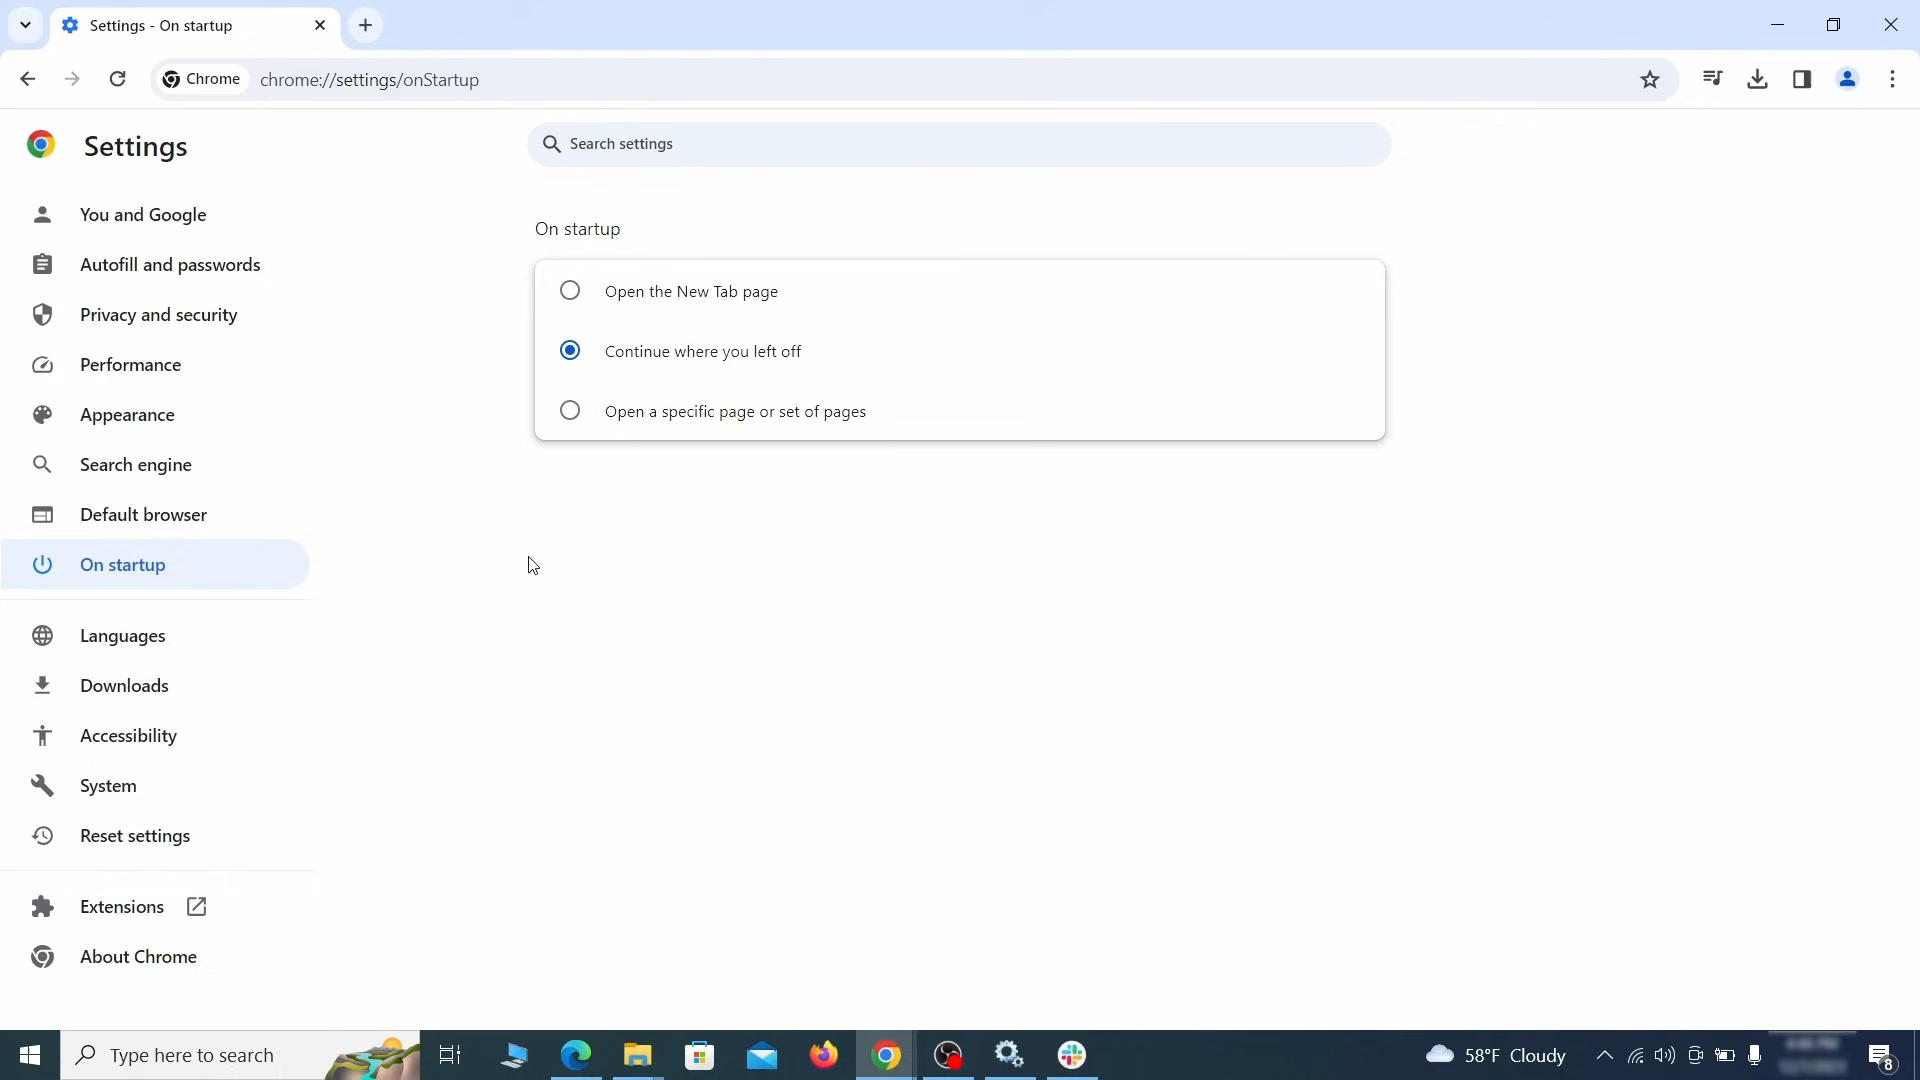 Settings - On startup
Chrome
chrome://settings/onStartup
Settings
Search settings
You and Google
Autofill and passwords
Privacy and security
Performance
Appearance
Search engine
Default browser
On startup
Languages
Downloads
Accessibility
System
Reset settings
Extensions
About Chrome
On startup
Open the New Tab page
Continue where you left off
Open a specific page or set of pages
Type here to search
58°F Cloudy
8